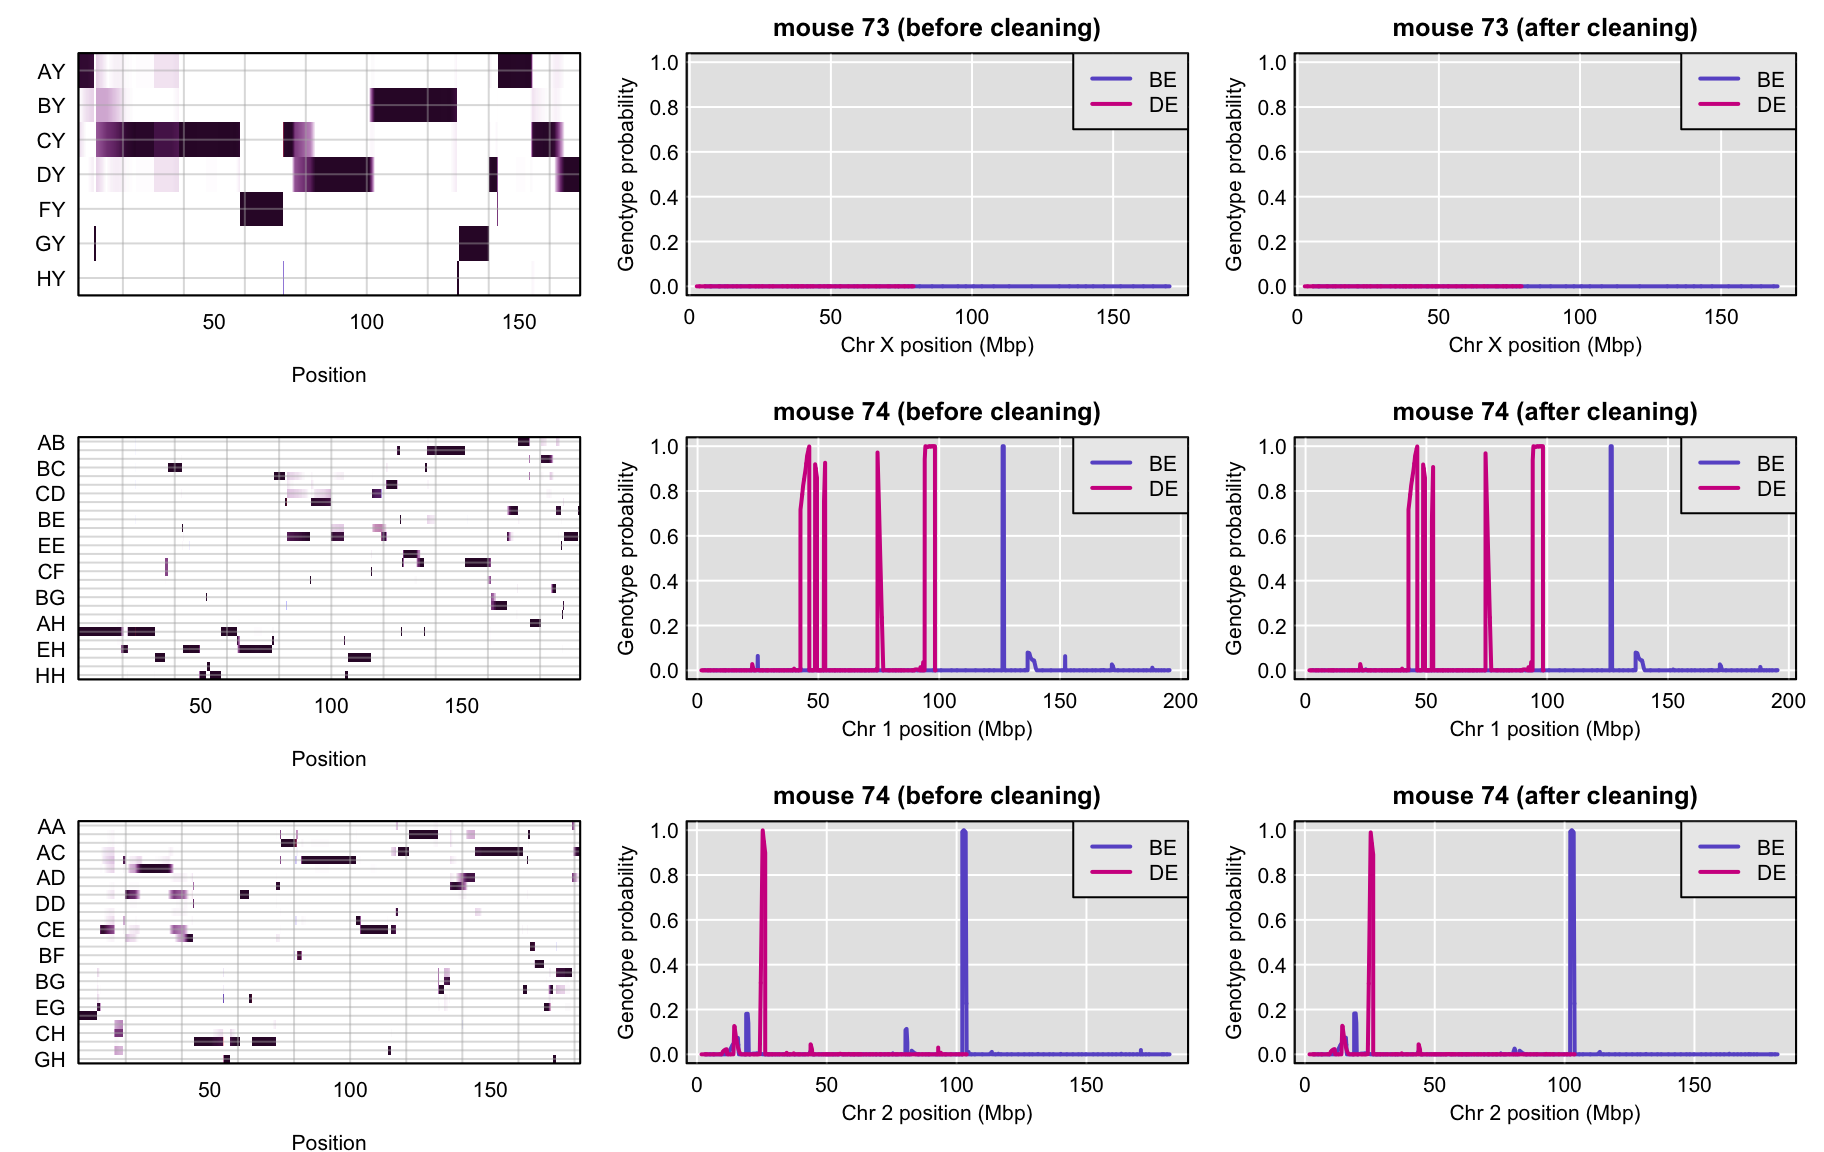 mouse 73 (before cleaning)
mouse 73 (after cleaning)
AY
BY
CY
DY
FY
GY
HY
50 100 150
Position
Genotype probability
1.0
0.8
0.6
0.4
0.2
0.0
BE
DE
0 50 100 150
Chr X position (Mbp)
Genotype probability
1.0
0.8
0.6
0.4
0.2
0.0
BE
DE
0 50 100 150
Chr X position (Mbp)
mouse 74 (before cleaning)
mouse 74 (after cleaning)
AB
BC
CD
BE
EE
CF
BG
AH
EH
HH
50 100 150
Position
Genotype probability
1.0
0.8
0.6
0.4
0.2
0.0
BE
DE
0 50 100 150 200
Chr 1 position (Mbp)
Genotype probability
1.0
0.8
0.6
0.4
0.2
0.0
BE
DE
0 50 100 150 200
Chr 1 position (Mbp)
mouse 74 (before cleaning)
mouse 74 (after cleaning)
AA
AC
AD
DD
CE
BF
BG
EG
CH
GH
50 100 150
Position
Genotype probability
1.0
0.8
0.6
0.4
0.2
0.0
BE
DE
0 50 100 150
Chr 2 position (Mbp)
Genotype probability
1.0
0.8
0.6
0.4
0.2
0.0
BE
DE
0 50 100 150
Chr 2 position (Mbp)